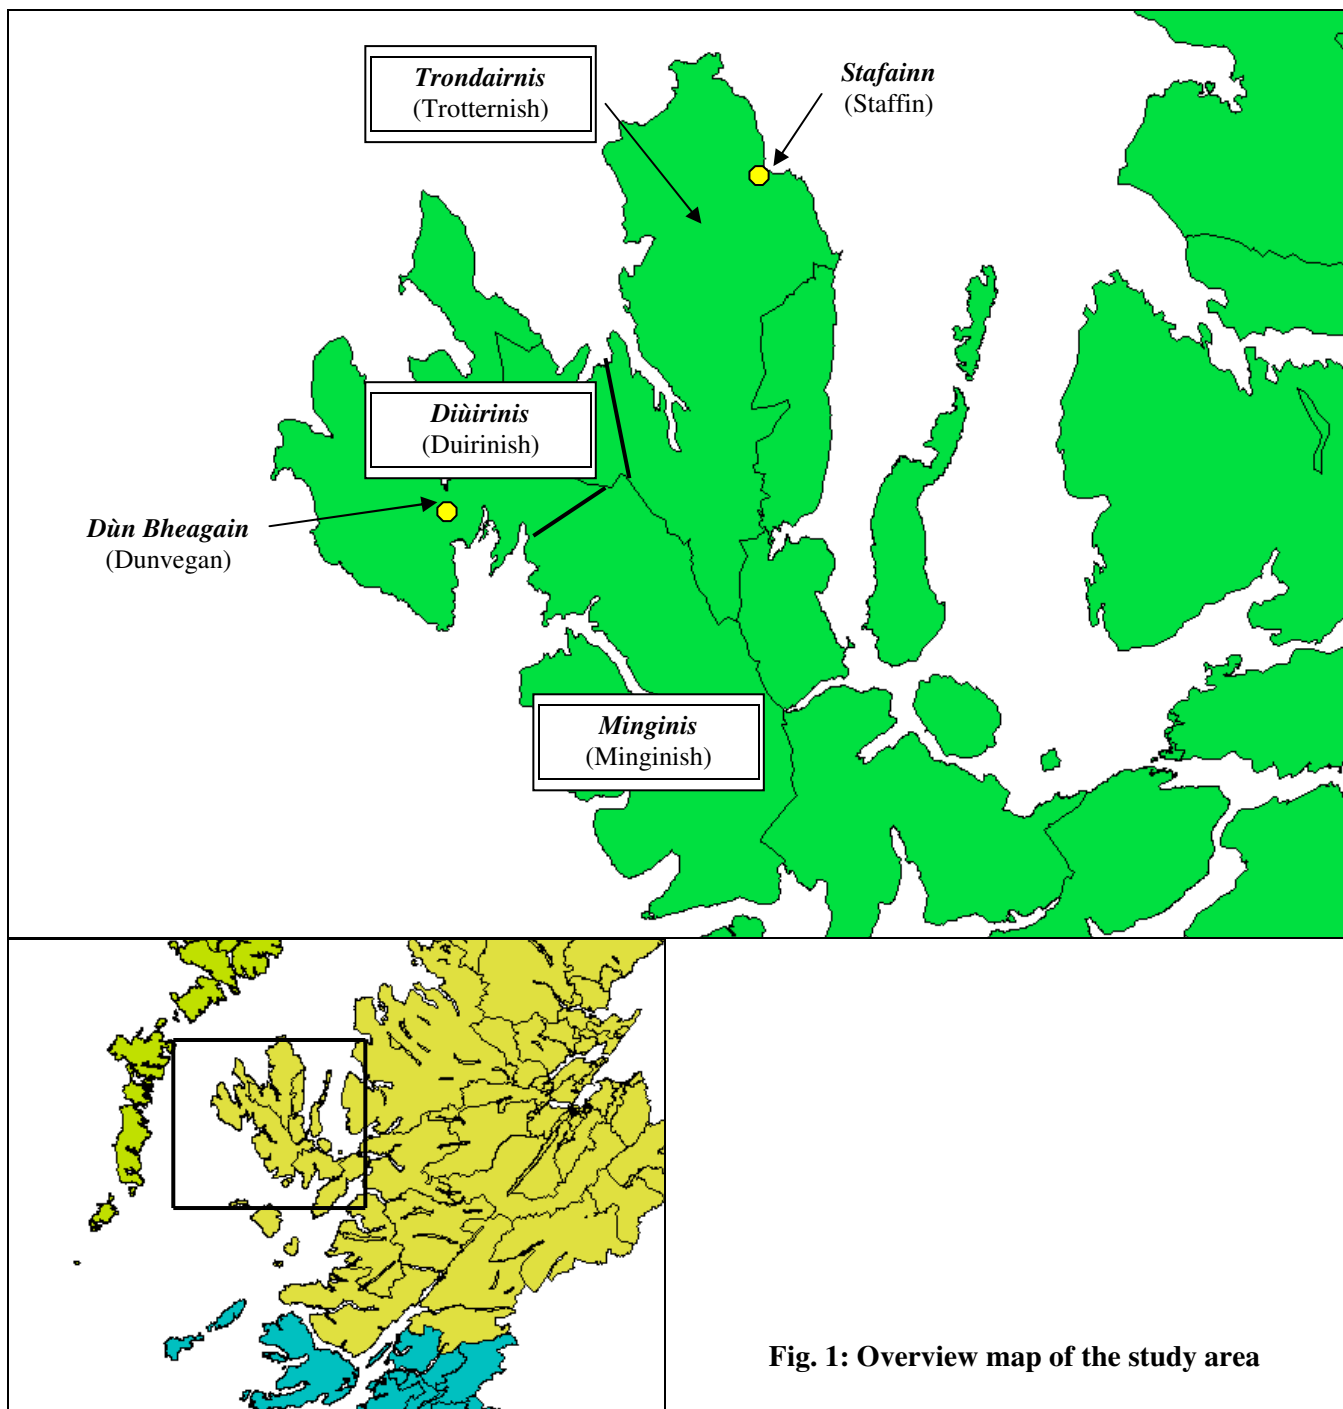 Trondairnis
(Trotternish)
Stafainn
(Staffin)
Diùirinis
(Duirinish)
Dùn Bheagain
(Dunvegan)
Minginis
(Minginish)
Fig. 1: Overview map of the study area